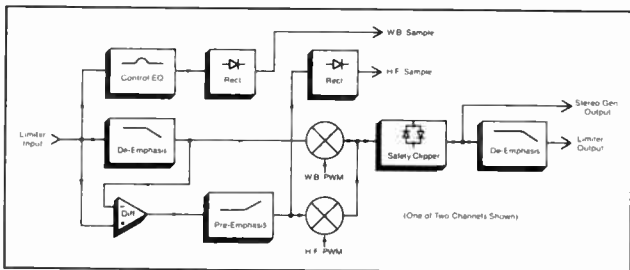 W.B. Sample
Control EQ
Rect
Rect
H.F. Sample
Stereo Gen
Output
Limiter
Input
De-Emphasis
Safety Clipper
De-Emphasis
Limiter
Output
W.B. PWM
Diff
Pre-Emphasis
(One of Two Channels Shown)
H.F. PWM